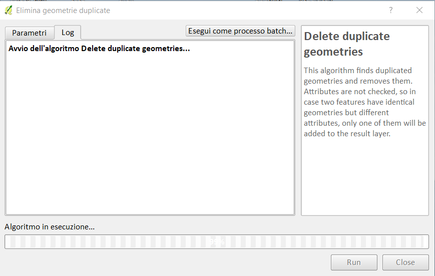 Elimina geometrie duplicate
?
Parametri
Log
Esegui come processo batch...
Avvio dell'algoritmo Delete duplicate geometries...
Delete duplicate
geometries
This algorithm finds duplicated
geometries and removes them.
Attributes are not checked, so in
case two features have identical
geometries but different
attributes, only one of them will be
added to the result layer.
Algoritmo in esecuzione...
Run
Close